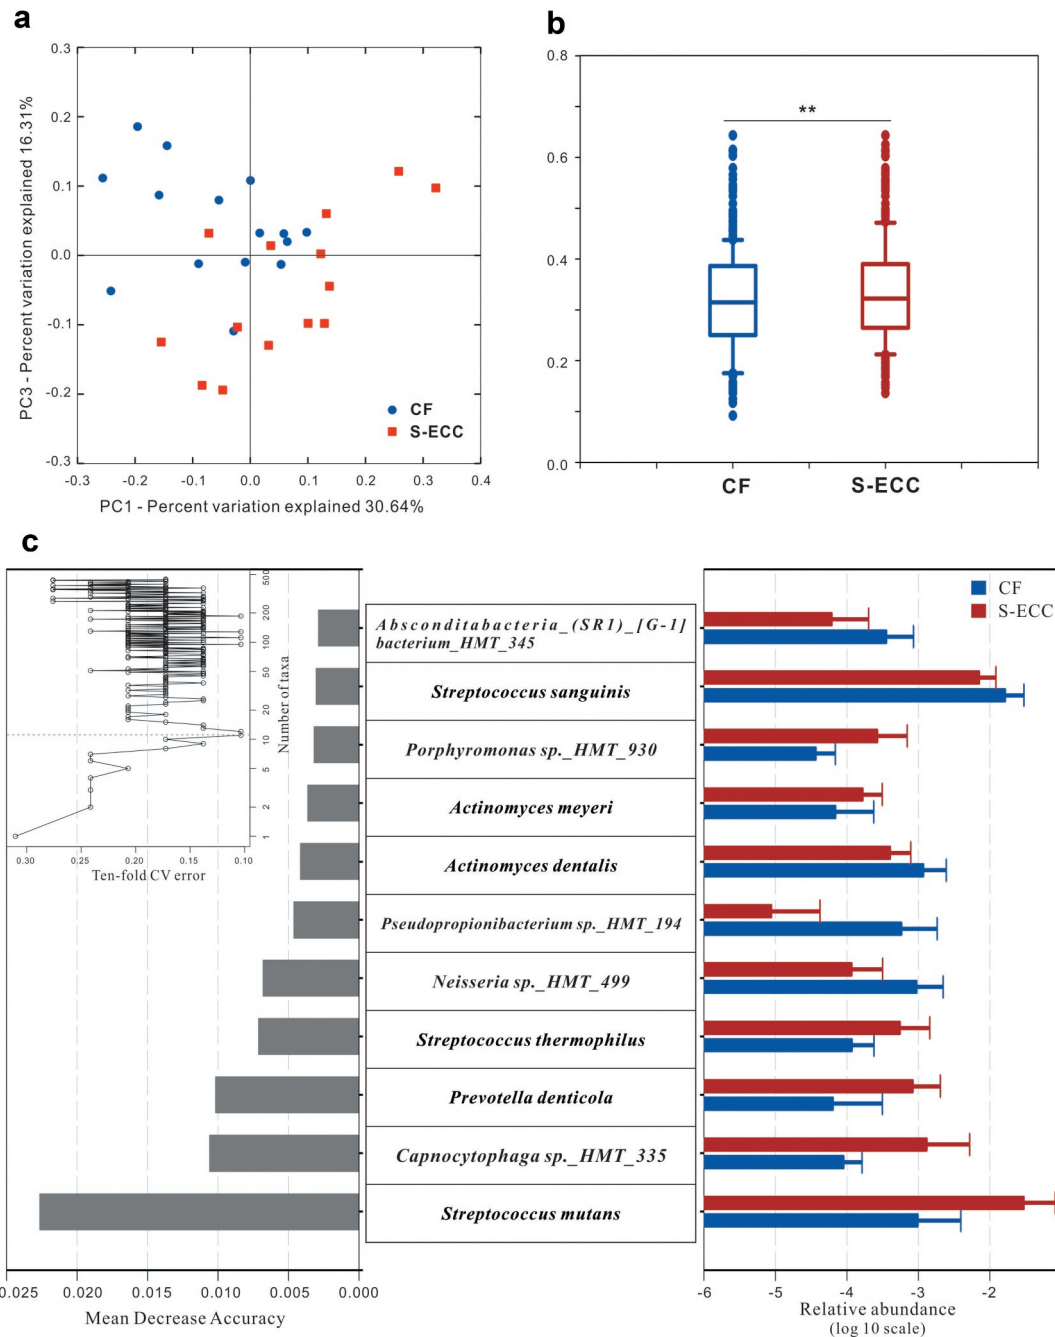 a
0.3
0.2
0.1
0.0
-0.1
-0.2
-0.3
PC3 - Percent variation explained 16.31%
CF
S-ECC
-0.3
-0.2
-0.1
0.0
0.1
0.2
0.3
0.4
PC1 - Percent variation explained 30.64%
b
0.8
0.6
0.4
0.2
0.0
**
CF
S-ECC
c
500
200
100
50
20
10
5
2
1
Number of taxa
0.30
0.25
0.20
0.15
0.10
Ten-fold CV error
Absconditabacteria_(SR1)_[G-1]
bacterium_HMT_345
Streptococcus sanguinis
Porphyromonas sp._HMT_930
Actinomyces meyeri
Actinomyces dentalis
Pseudopropionibacterium sp._HMT_194
Neisseria sp._HMT_499
Streptococcus thermophilus
Prevotella denticola
Capnocytophaga sp._HMT_335
Streptococcus mutans
0.025
0.020
0.015
0.010
0.005
0.000
Mean Decrease Accuracy
CF
S-ECC
-6
-5
-4
-3
-2
Relative abundance
(log 10 scale)